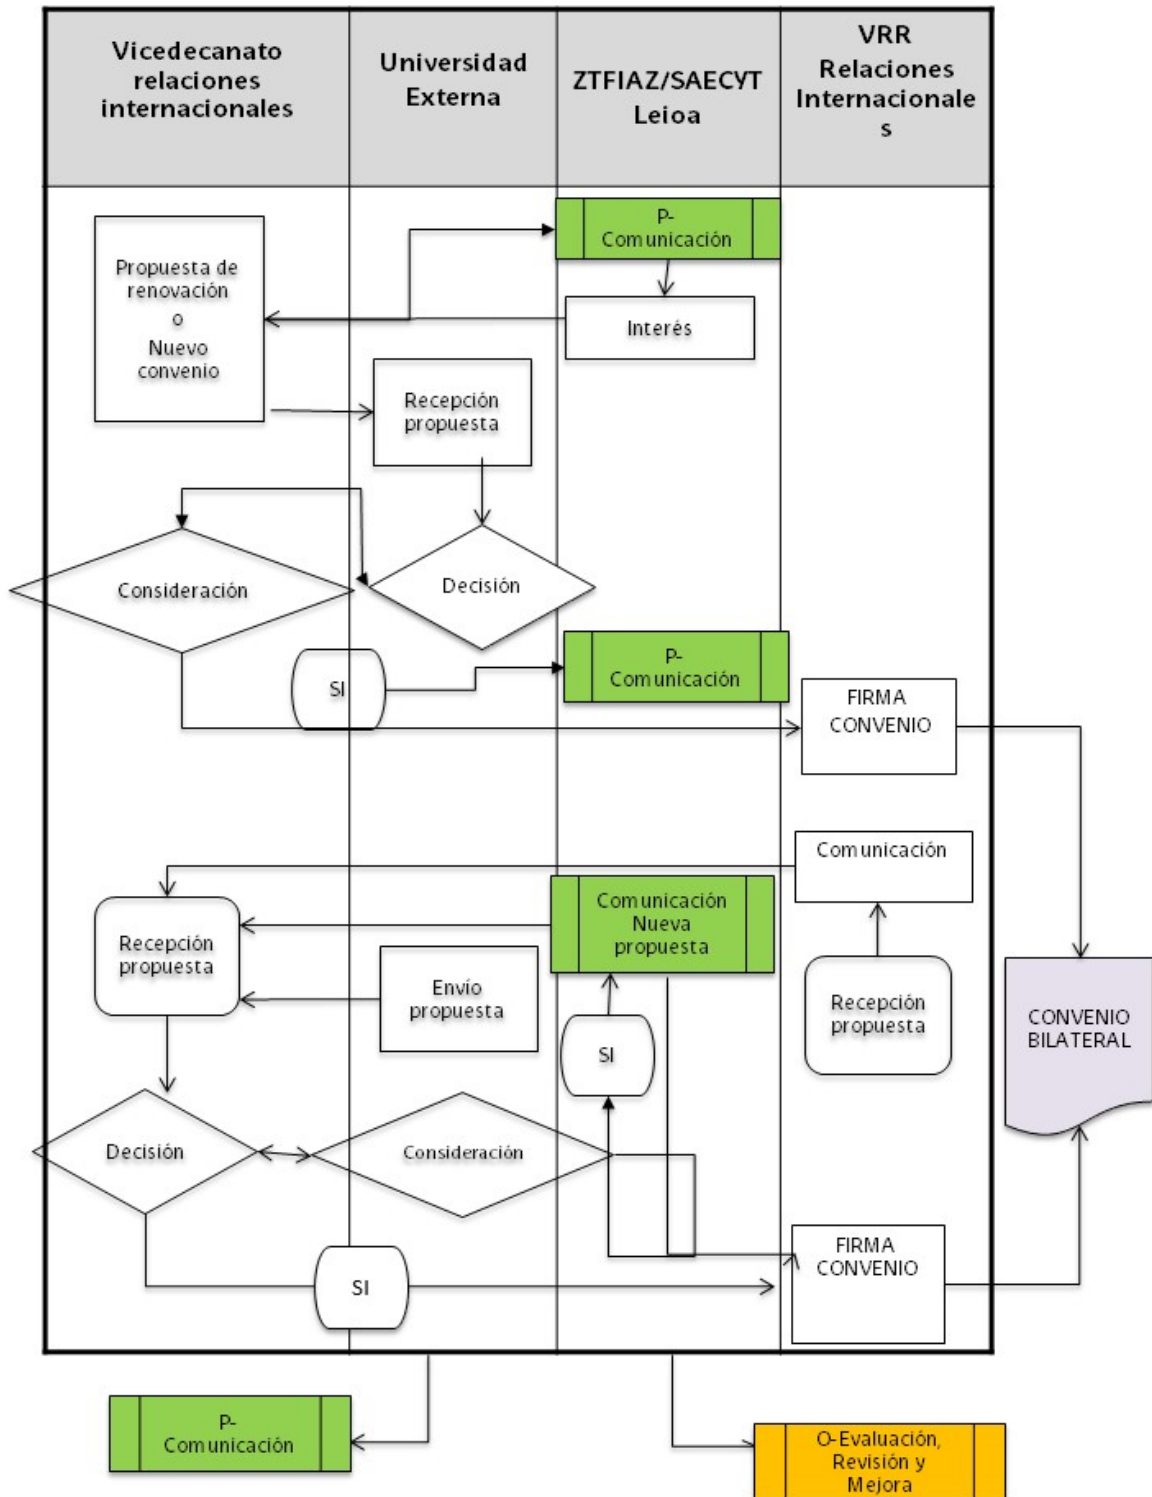 Vicedecanato
relaciones
internacionales
Universidad
Externa
ZTFIAZ/SAECYT
Leioa
VRR
Relaciones
Internacionale
s
P-
Comunicación
Propuesta de
renovación
o
Nuevo
convenio
Interés
Recepción
propuesta
Consideración
Decisión
SI
P-
Comunicación
FIRMA
CONVENIO
Comunicación
Recepción
propuesta
Comunicación
Nueva
propuesta
Envío
propuesta
SI
Recepción
propuesta
CONVENIO
BILATERAL
Decisión
Consideración
SI
FIRMA
CONVENIO
P-
Comunicación
O-Evaluación,
Revisión y
Mejora